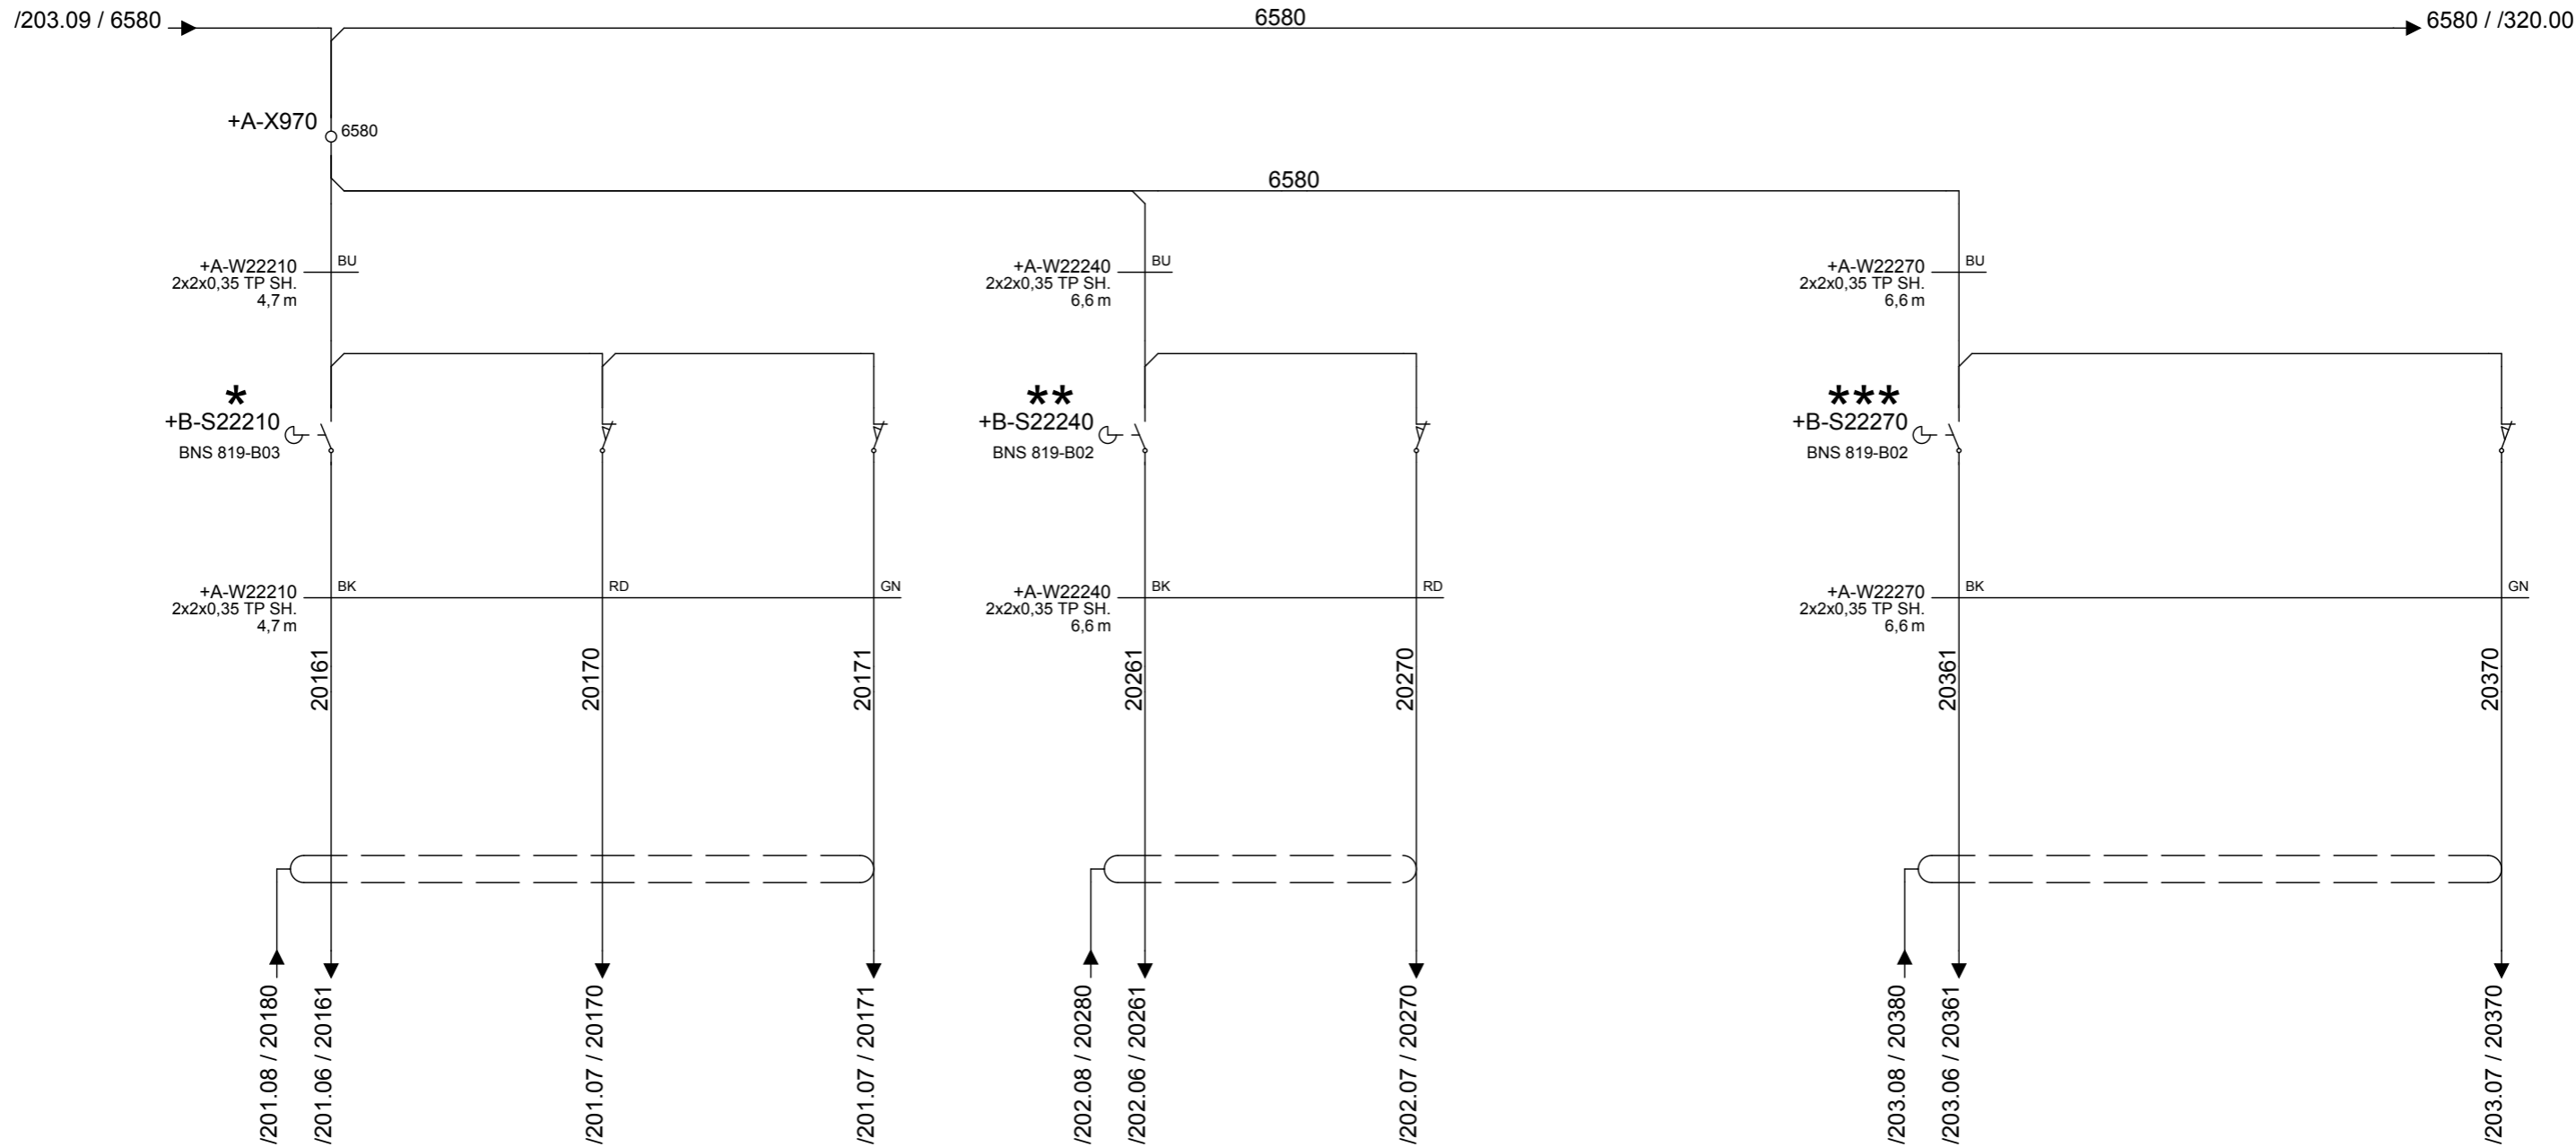 /203.09 / 6580
6580
6580 / /320.00
+A-X970
6580
6580
+A-W22210
2x2x0,35 TP SH.
4,7 m
BU
+A-W22240
2x2x0,35 TP SH.
6,6 m
BU
+A-W22270
2x2x0,35 TP SH.
6,6 m
BU
*
+B-S22210
BNS 819-B03
**
+B-S22240
BNS 819-B02
***
+B-S22270
BNS 819-B02
+A-W22210
2x2x0,35 TP SH.
4,7 m
BK
RD
GN
+A-W22240
2x2x0,35 TP SH.
6,6 m
BK
RD
+A-W22270
2x2x0,35 TP SH.
6,6 m
BK
GN
20161
20170
20171
20261
20270
20361
20370
/201.08 / 20180
/201.06 / 20161
/201.07 / 20170
/201.07 / 20171
/202.08 / 20280
/202.06 / 20261
/202.07 / 20270
/203.08 / 20380
/203.06 / 20361
/203.07 / 20370